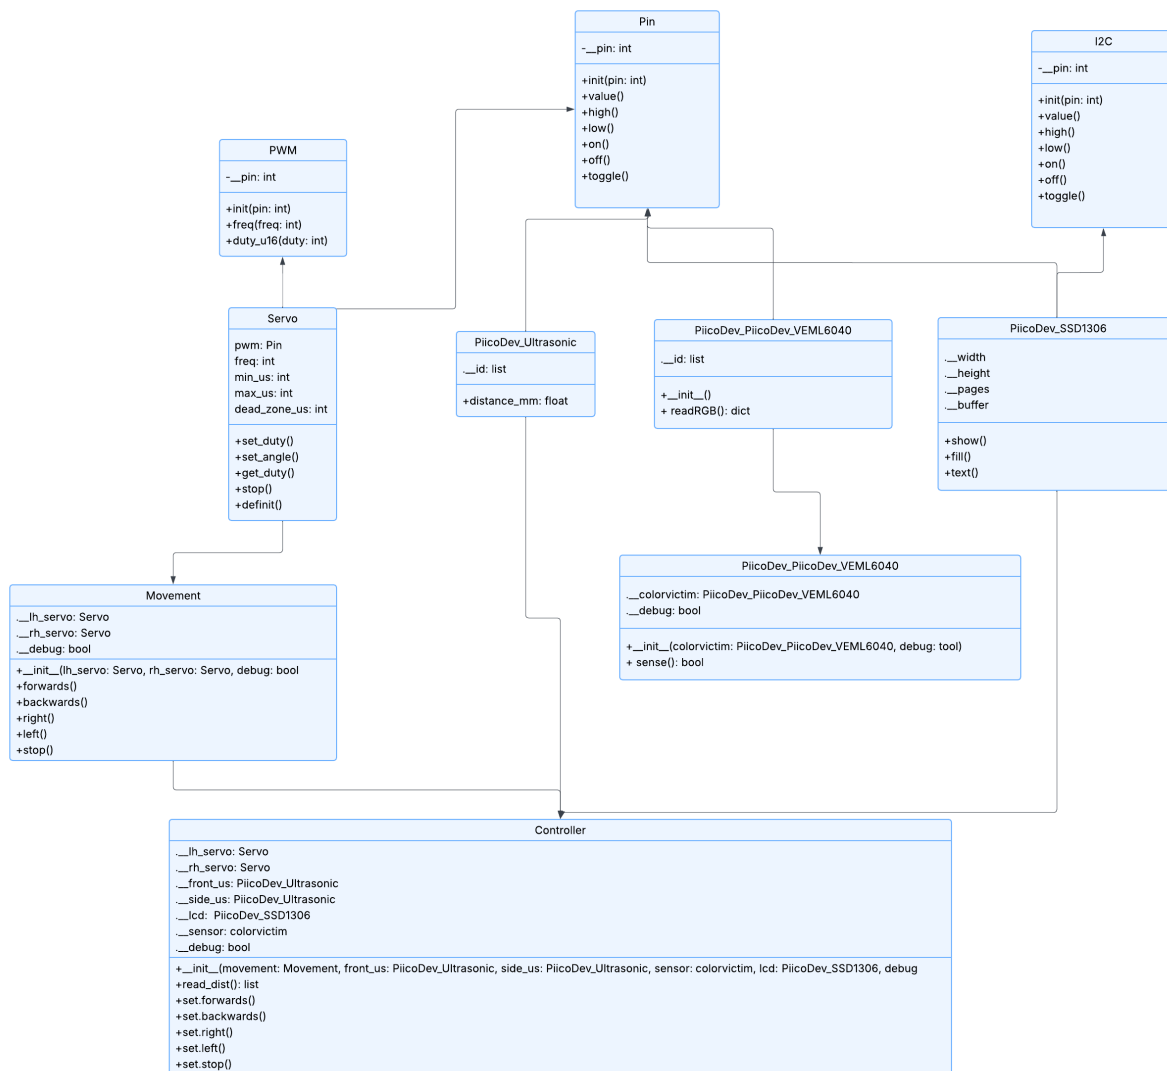 Pin
-__pin: int
+init(pin: int)
+value()
+high()
+low()
+on()
+off()
+toggle()
I2C
-__pin: int
+init(pin: int)
+value()
+high()
+low()
+on()
+off()
+toggle()
PWM
-__pin: int
+init(pin: int)
+freq(freq: int)
+duty_u16(duty: int)
Servo
pwm: Pin
freq: int
min_us: int
max_us: int
dead_zone_us: int
+set_duty()
+set_angle()
+get_duty()
+stop()
+definit()
PiicoDev_Ultrasonic
.__id: list
+distance_mm: float
PiicoDev_PiicoDev_VEML6040
.__id: list
+__init__()
+ readRGB(): dict
PiicoDev_SSD1306
.__width
.__height
.__pages
.__buffer
+show()
+fill()
+text()
Movement
.__lh_servo: Servo
.__rh_servo: Servo
.__debug: bool
+__init__(lh_servo: Servo, rh_servo: Servo, debug: bool
+forwards()
+backwards()
+right()
+left()
+stop()
PiicoDev_PiicoDev_VEML6040
.__colorvictim: PiicoDev_PiicoDev_VEML6040
.__debug: bool
+__init__(colorvictim: PiicoDev_PiicoDev_VEML6040, debug: tool)
+ sense(): bool
Controller
.__lh_servo: Servo
.__rh_servo: Servo
.__front_us: PiicoDev_Ultrasonic
.__side_us: PiicoDev_Ultrasonic
.__lcd:  PiicoDev_SSD1306
.__sensor: colorvictim
.__debug: bool
+__init__(movement: Movement, front_us: PiicoDev_Ultrasonic, side_us: PiicoDev_Ultrasonic, sensor: colorvictim, lcd: PiicoDev_SSD1306, debug
+read_dist(): list
+set.forwards()
+set.backwards()
+set.right()
+set.left()
+set.stop()